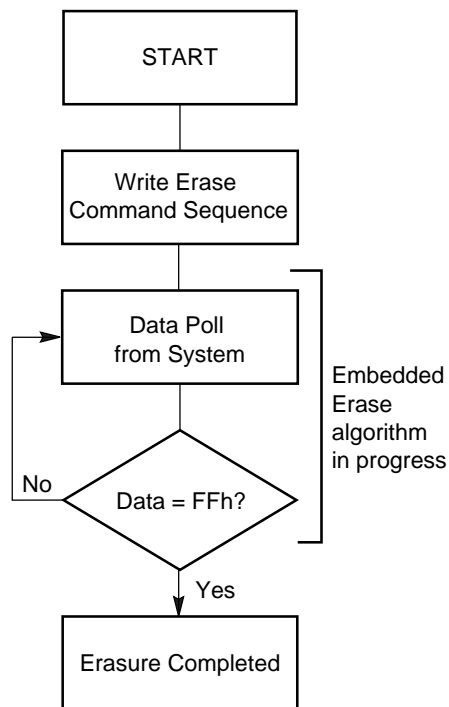 START
Write Erase
Command Sequence
Data Poll
from System
Embedded
Erase
algorithm
in progress
No
Data = FFh?
Yes
Erasure Completed